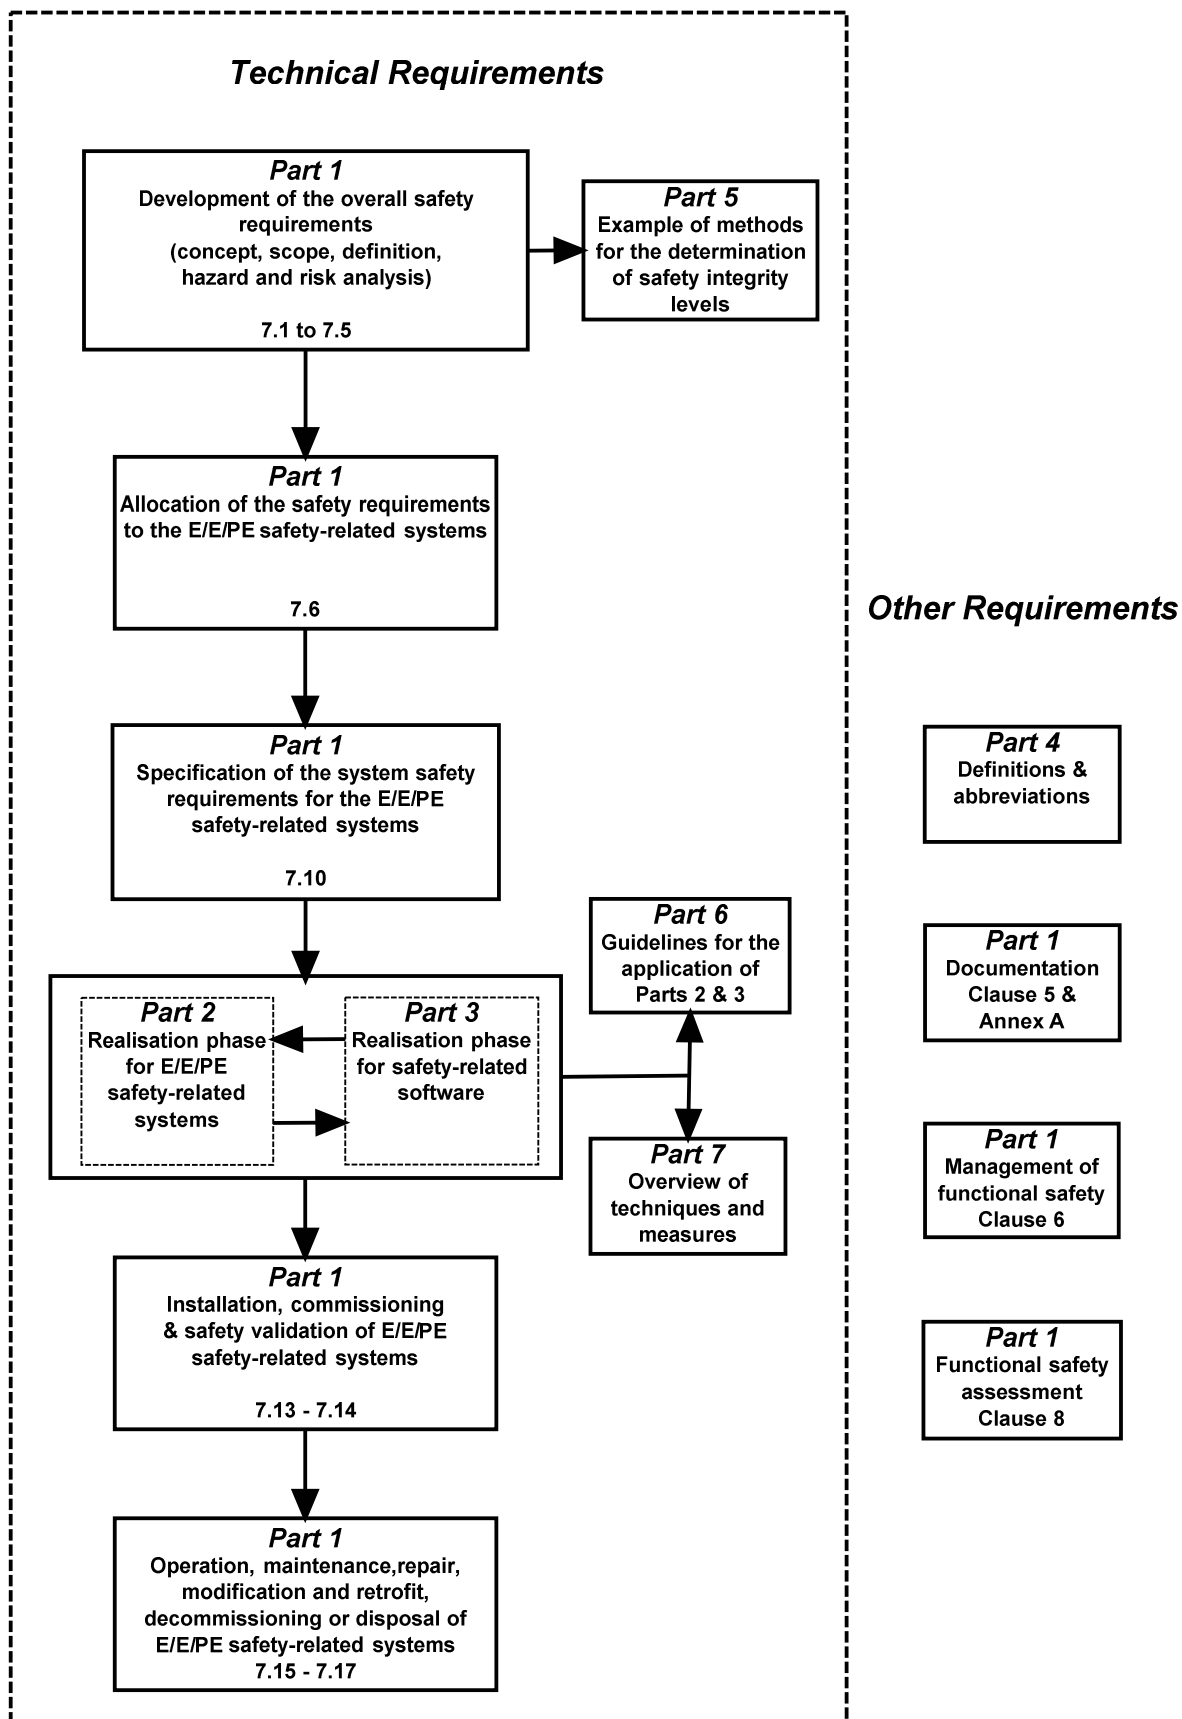 Technical Requirements
Part 1
Development of the overall safety
requirements
(concept, scope, definition,
hazard and risk analysis)
7.1 to 7.5
Part 5
Example of methods
for the determination
of safety integrity
levels
Part 1
Allocation of the safety requirements
to the E/E/PE safety-related systems
7.6
Part 1
Specification of the system safety
requirements for the E/E/PE
safety-related systems
7.10
Part 2
Realisation phase
for E/E/PE
safety-related
systems
Part 3
Realisation phase
for safety-related
software
Part 6
Guidelines for the
application of
Parts 2 & 3
Part 7
Overview of
techniques and
measures
Part 1
Installation, commissioning
& safety validation of E/E/PE
safety-related systems
7.13 - 7.14
Part 1
Operation, maintenance,repair,
modification and retrofit,
decommissioning or disposal of
E/E/PE safety-related systems
7.15 - 7.17
Other Requirements
Part 4
Definitions &
abbreviations
Part 1
Documentation
Clause 5 &
Annex A
Part 1
Management of
functional safety
Clause 6
Part 1
Functional safety
assessment
Clause 8